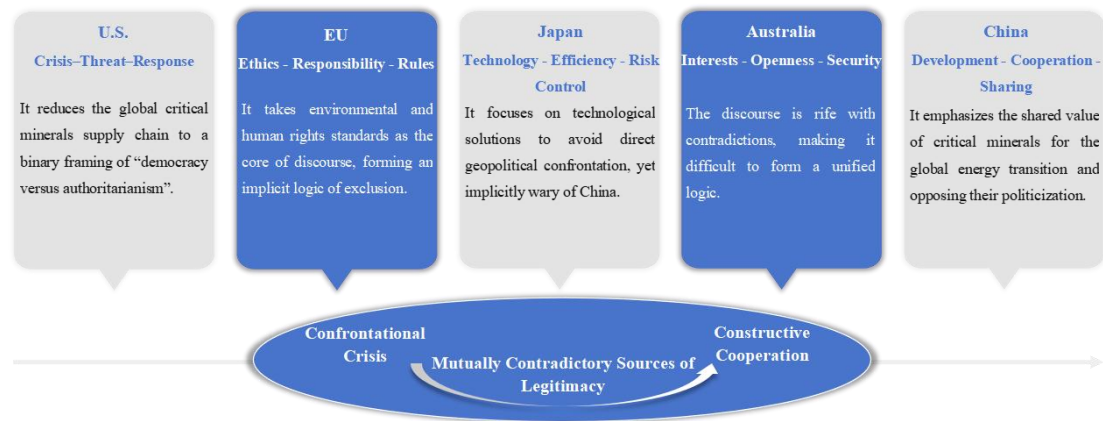 U.S.
Crisis–Threat–Response
It reduces the global critical
minerals supply chain to a
binary framing of “democracy
versus authoritarianism”.
EU
Ethics - Responsibility - Rules
It takes environmental and
human rights standards as the
core of discourse, forming an
implicit logic of exclusion.
Japan
Technology - Efficiency - Risk
Control
It focuses on technological
solutions to avoid direct
geopolitical confrontation, yet
implicitly wary of China.
Australia
Interests - Openness - Security
The discourse is rife with
contradictions, making it
difficult to form a unified
logic.
China
Development - Cooperation -
Sharing
It emphasizes the shared value
of critical minerals for the
global energy transition and
opposing their politicization.
Confrontational
Crisis
Mutually Contradictory Sources of
Legitimacy
Constructive
Cooperation